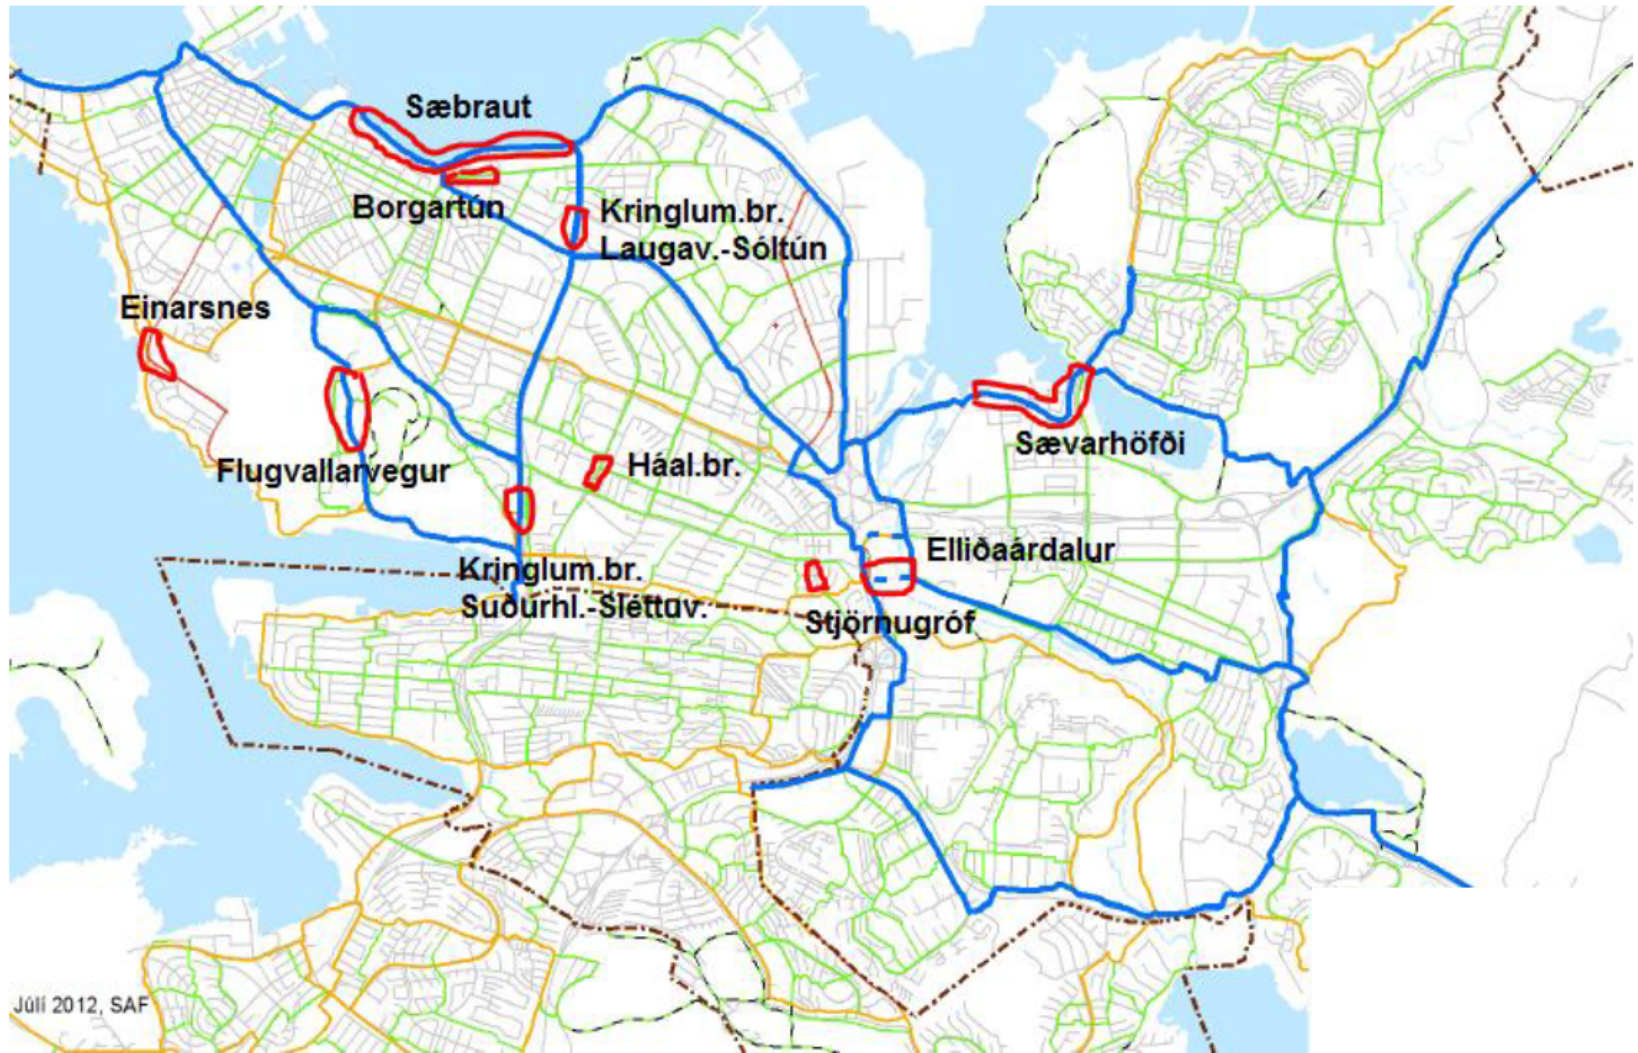 Sæbraut
Borgartún
Kringlum.br.
Laugav.-Sóltún
Einarsnes
Flugvallarvegur
Háal.br.
Sævarhöfði
Kringlum.br.
Suðurhl.-Sléttuv.
Elliðaárdalur
Stjörnugróf
Júlí 2012, SAF